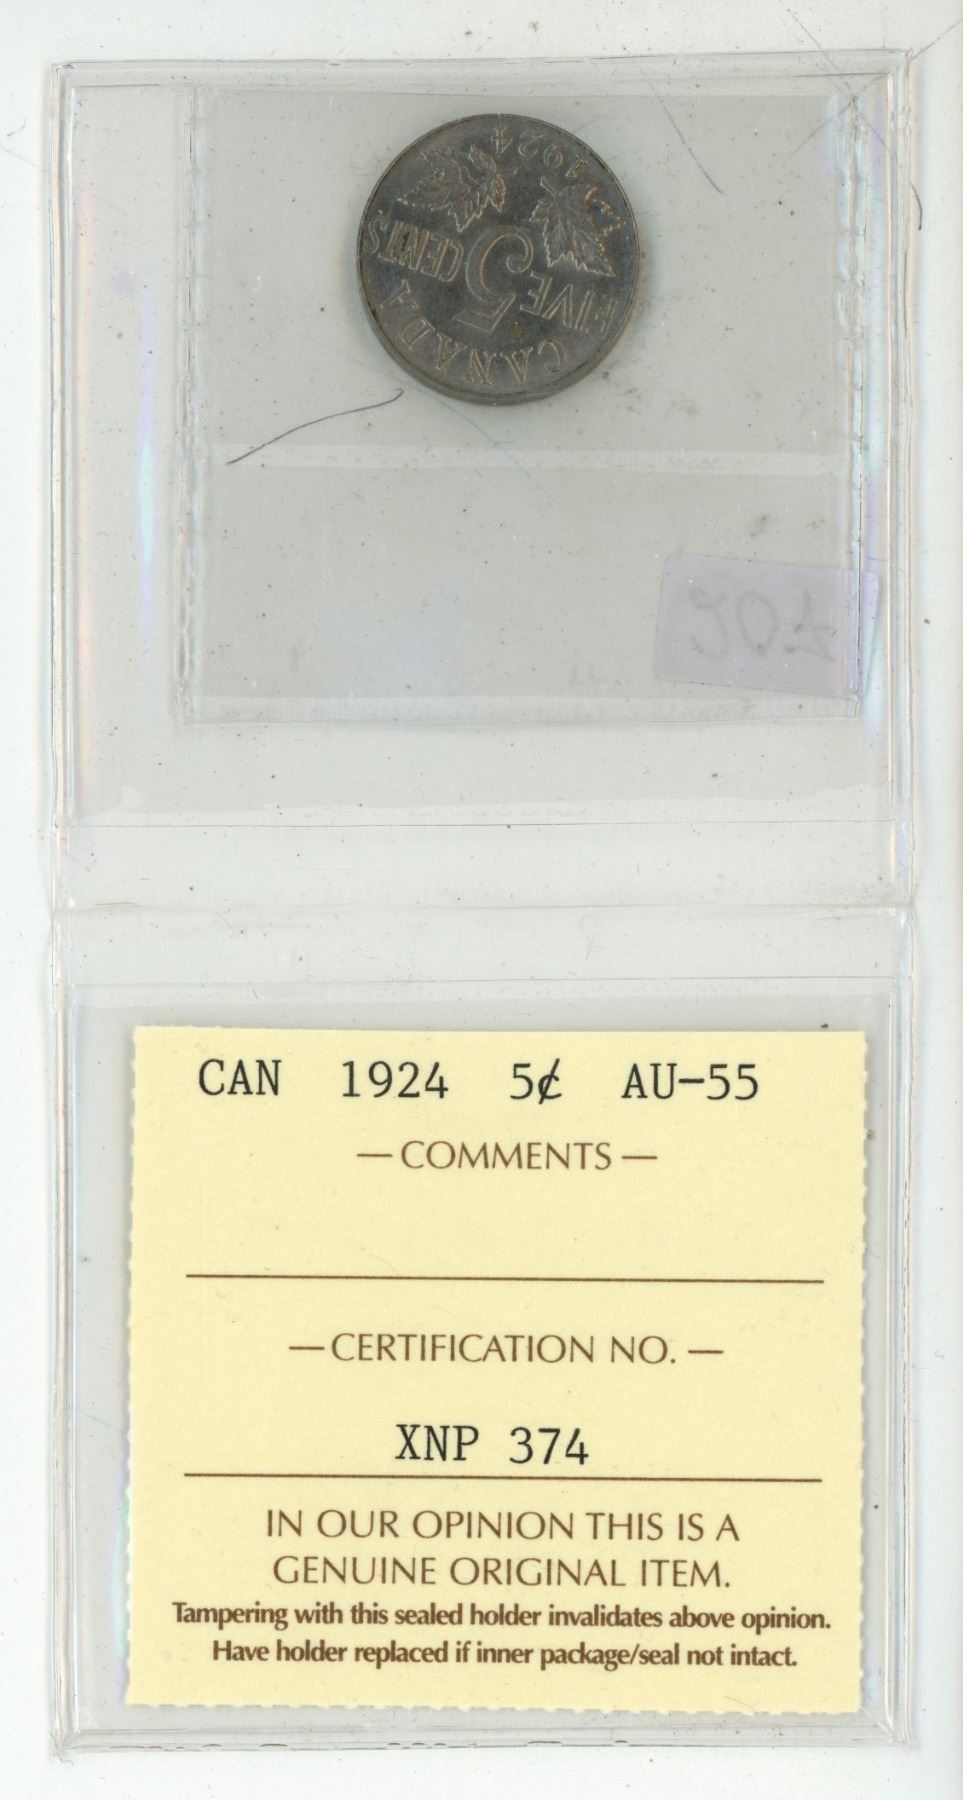 CANADA
FIVE 5 CENTS
1924
CAN 1924 5¢ AU-55
—COMMENTS—
—CERTIFICATION NO.—
XNP 374
IN OUR OPINION THIS IS A
GENUINE ORIGINAL ITEM.
Tampering with this sealed holder invalidates above opinion.
Have holder replaced if inner package/seal not intact.